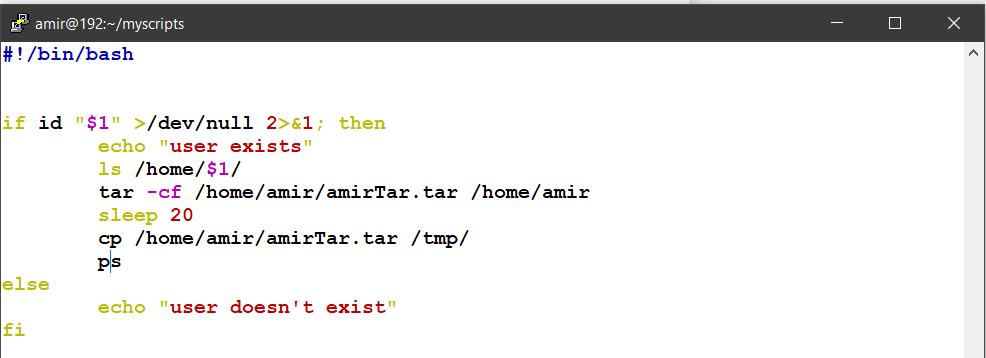 amir@192:~/myscripts
#!/bin/bash
if id "$1" >/dev/null 2>&1; then
        echo "user exists"
        ls /home/$1/
        tar -cf /home/amir/amirTar.tar /home/amir
        sleep 20
        cp /home/amir/amirTar.tar /tmp/
        ps
else
        echo "user doesn't exist"
fi